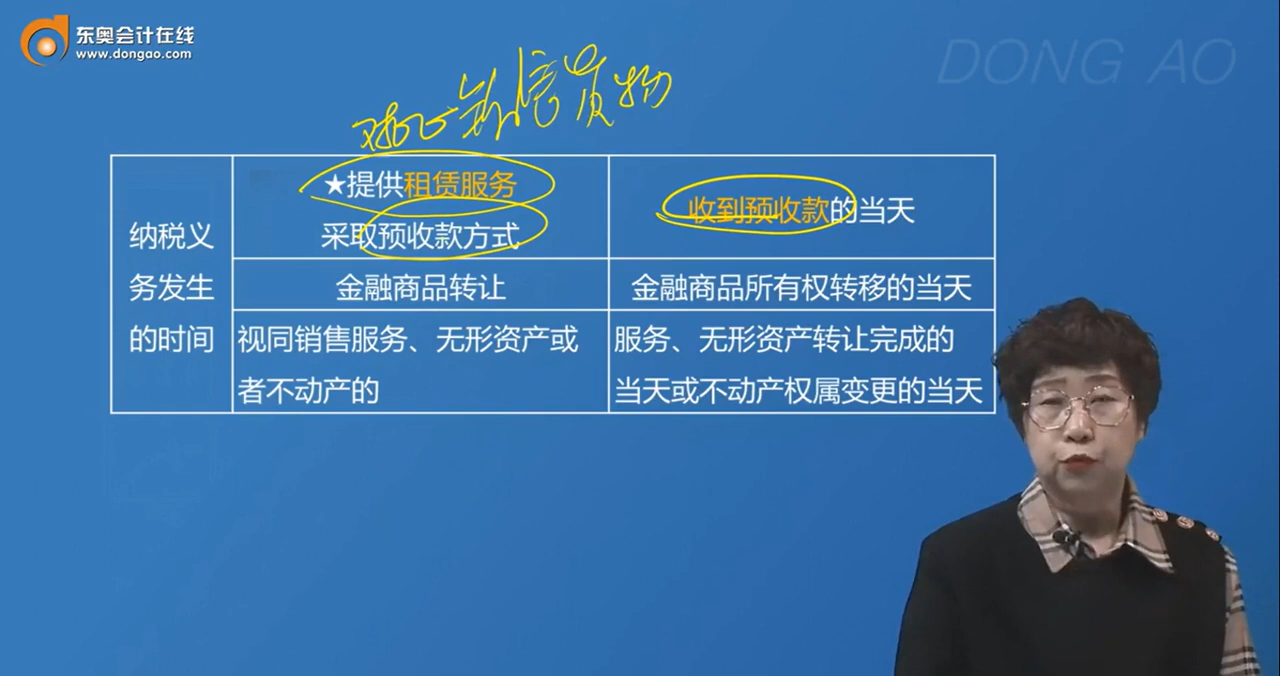 东奥会计在线
www.dongao.com
DONG AO
销售货物
纳税义
务发生
的时间
★提供租赁服务
采取预收款方式
收到预收款的当天
金融商品转让
金融商品所有权转移的当天
视同销售服务、无形资产或
者不动产的
服务、无形资产转让完成的
当天或不动产权属变更的当天